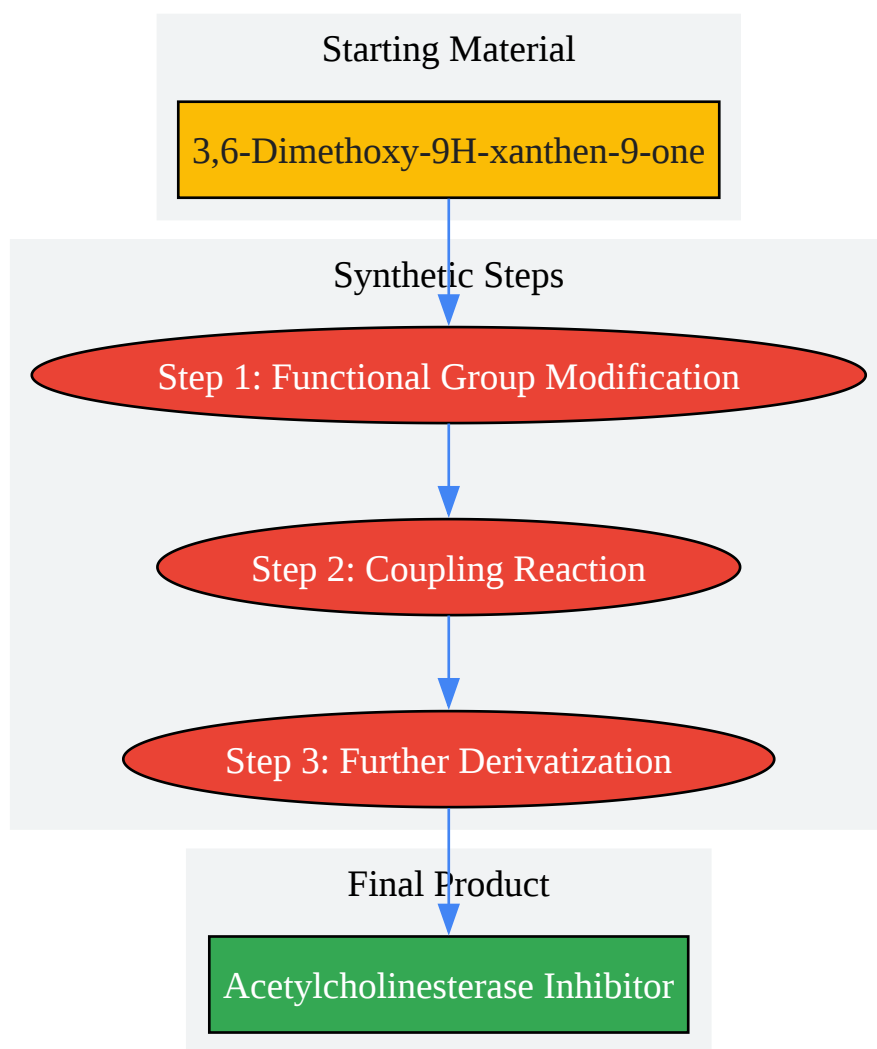 Starting Material
3,6-Dimethoxy-9H-xanthen-9-one
Synthetic Steps
Step 1: Functional Group Modification
Step 2: Coupling Reaction
Step 3: Further Derivatization
Final Product
Acetylcholinesterase Inhibitor